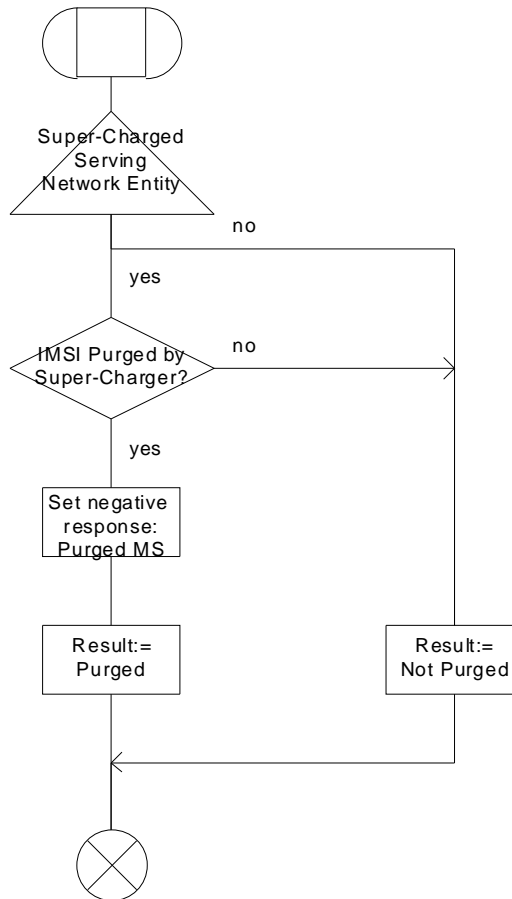 Super-Charged
Serving
Network Entity
no
yes
IMSI Purged by
Super-Charger?
no
yes
Set negative
response:
Purged MS
Result:=
Purged
Result:=
Not Purged